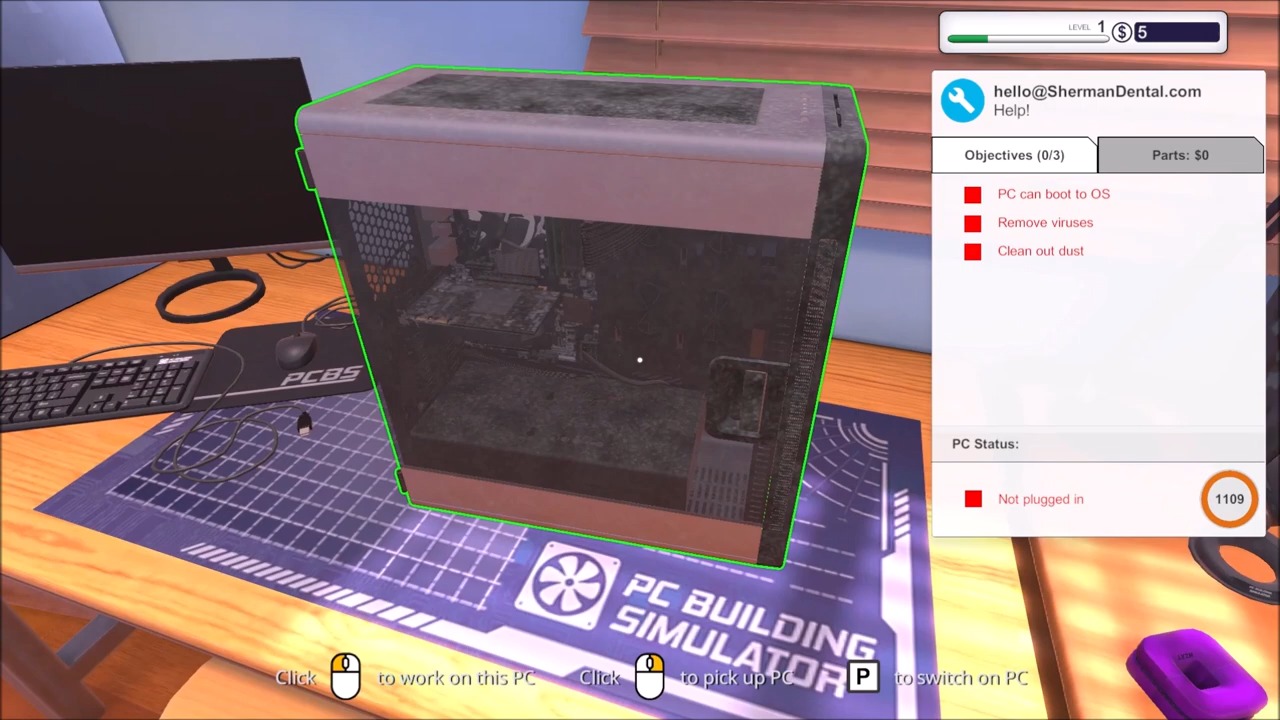 LEVEL 1 $ 5
hello@ShermanDental.com
Help!
Objectives (0/3)
Parts: $0
PC can boot to OS
Remove viruses
Clean out dust
PCBS
PC Status:
Not plugged in
1109
PC BUILDING
SIMULATOR
Click to work on this PC
Click to pick up PC
P to switch on PC